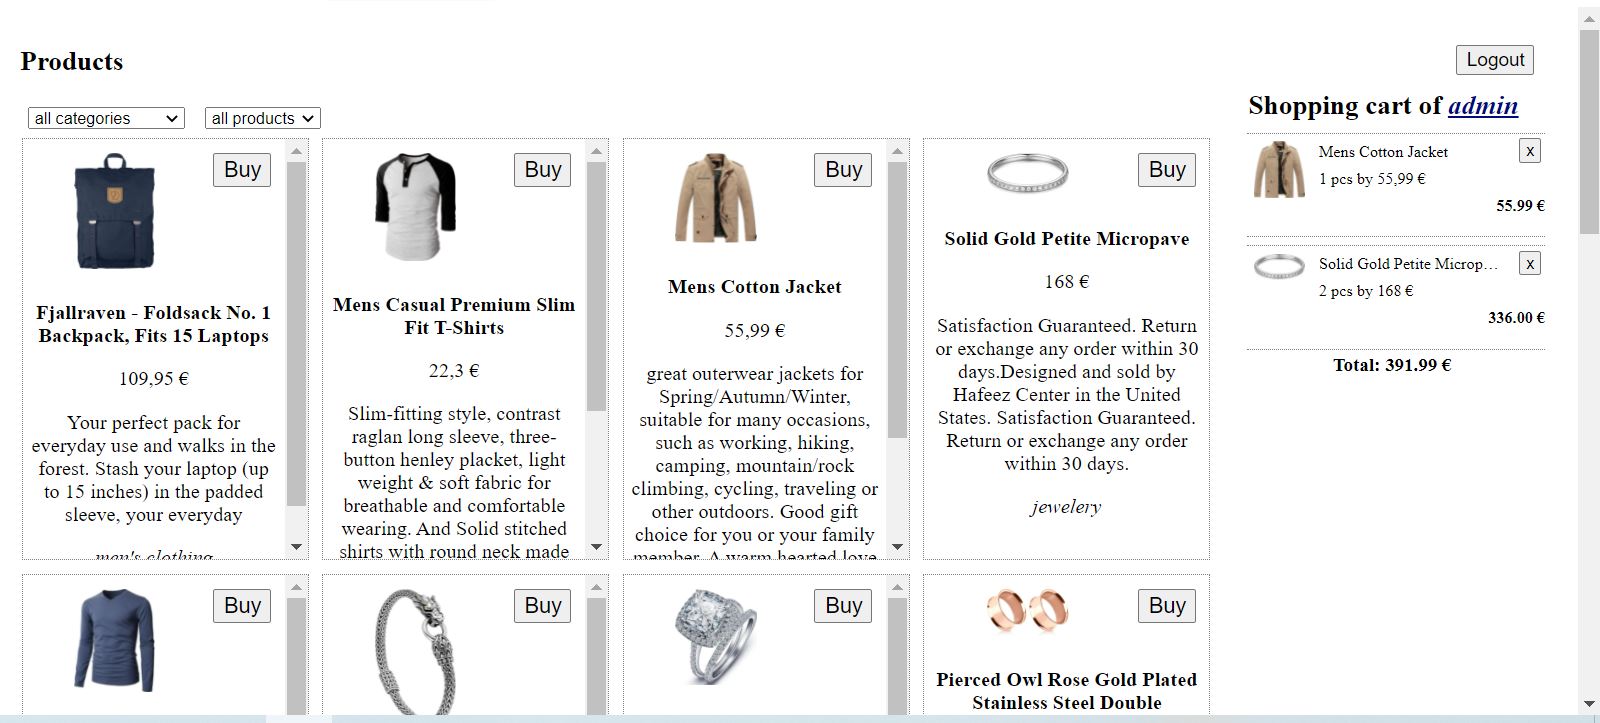 Products
Logout
Shopping cart of admin
all categories
all products
Buy
Fjallraven - Foldsack No. 1
Backpack, Fits 15 Laptops
109,95 €
Your perfect pack for
everyday use and walks in the
forest. Stash your laptop (up
to 15 inches) in the padded
sleeve, your everyday
men's clothing
Buy
Mens Casual Premium Slim
Fit T-Shirts
22,3 €
Slim-fitting style, contrast
raglan long sleeve, three-
button henley placket, light
weight & soft fabric for
breathable and comfortable
wearing. And Solid stitched
shirts with round neck made
Buy
Mens Cotton Jacket
55,99 €
great outerwear jackets for
Spring/Autumn/Winter,
suitable for many occasions,
such as working, hiking,
camping, mountain/rock
climbing, cycling, traveling or
other outdoors. Good gift
choice for you or your family
member. A warm hearted love
Buy
Solid Gold Petite Micropave
168 €
Satisfaction Guaranteed. Return
or exchange any order within 30
days.Designed and sold by
Hafeez Center in the United
States. Satisfaction Guaranteed.
Return or exchange any order
within 30 days.
jewelery
Mens Cotton Jacket
x
1 pcs by 55,99 €
55.99 €
Solid Gold Petite Microp…
x
2 pcs by 168 €
336.00 €
Total: 391.99 €
Buy
Buy
Buy
Buy
Pierced Owl Rose Gold Plated
Stainless Steel Double